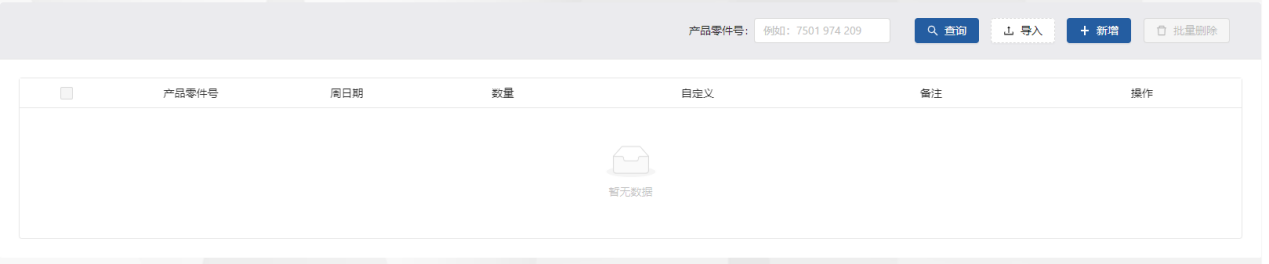 产品零件号: 例如：7501 974 209 查询 导入 新增 批量删除
产品零件号 周日期 数量 自定义 备注 操作
暂无数据